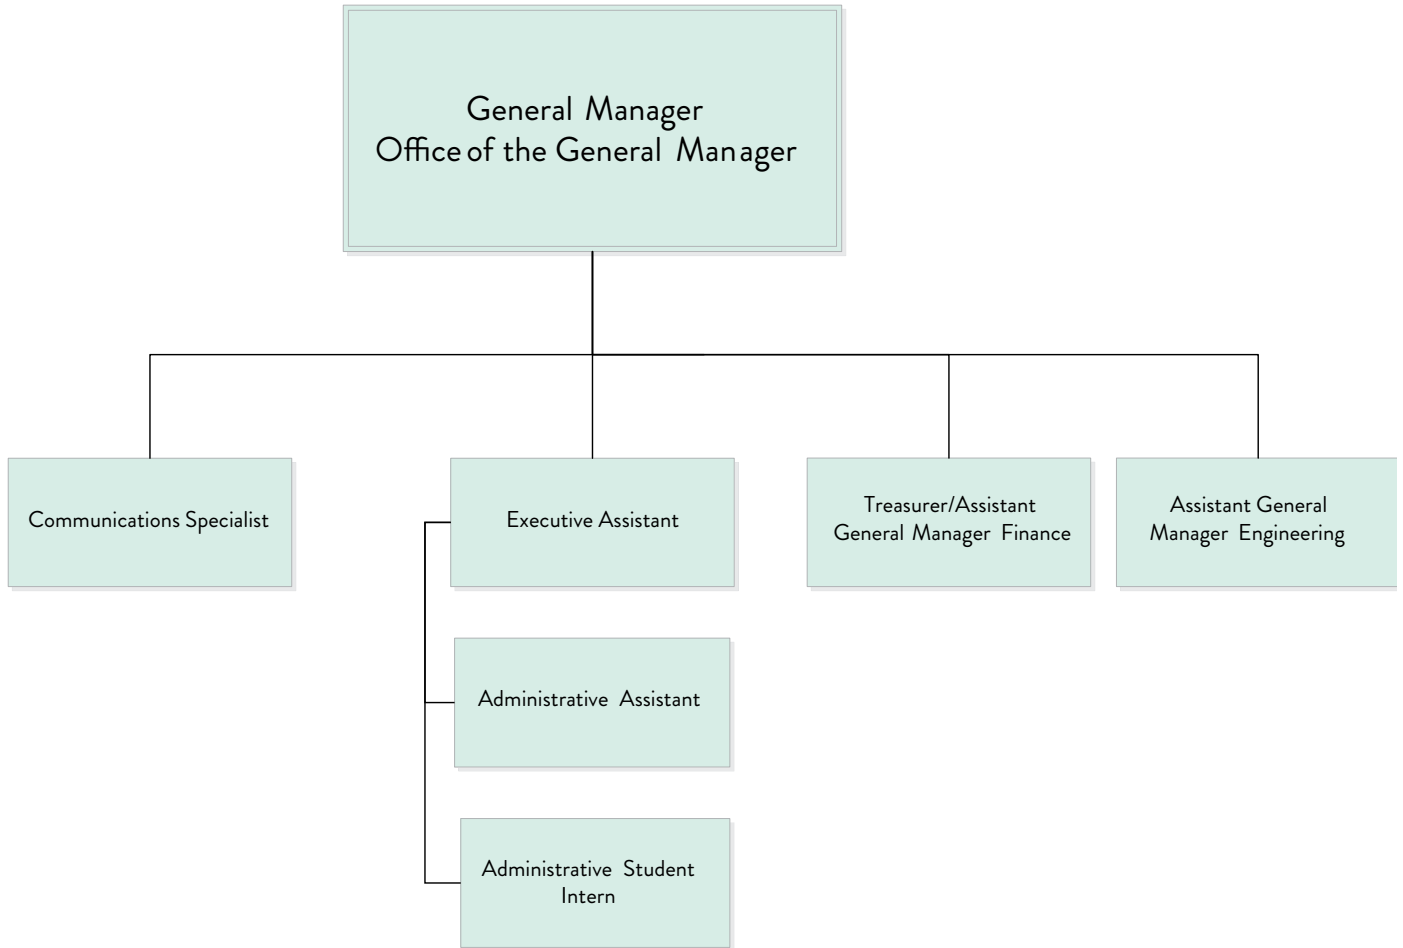 General Manager
Office of the General Manager
Communications Specialist
Executive Assistant
Treasurer/Assistant
General Manager Finance
Assistant General
Manager Engineering
Administrative Assistant
Administrative Student
Intern